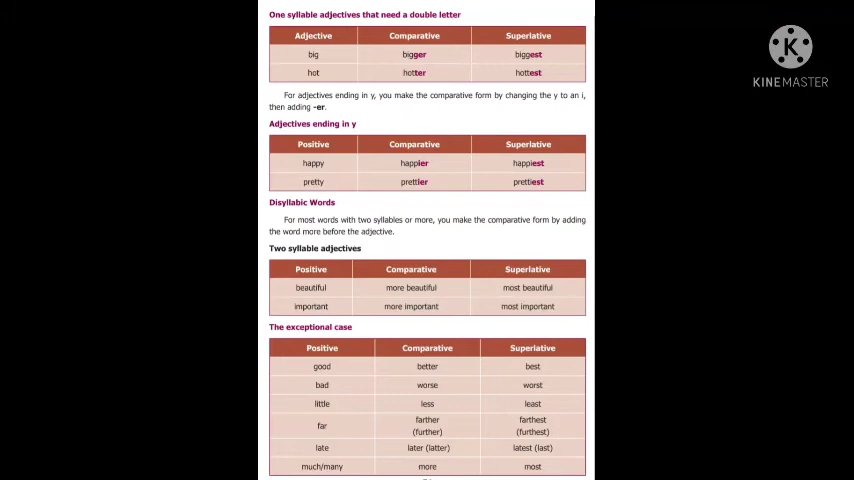 One syllable adjectives that need a double letter
Adjective Comparative Superlative
big bigger biggest
hot hotter hottest
For adjectives ending in y, you make the comparative form by changing the y to an i,
then adding -er.
Adjectives ending in y
Positive Comparative Superlative
happy happier happiest
pretty prettier prettiest
Disyllabic Words
For most words with two syllables or more, you make the comparative form by adding
the word more before the adjective.
Two syllable adjectives
Positive Comparative Superlative
beautiful more beautiful most beautiful
important more important most important
The exceptional case
Positive Comparative Superlative
good better best
bad worse worst
little less least
far farther farthest
(further) (furthest)
late later (latter) latest (last)
much/many more most
K
KINEMASTER